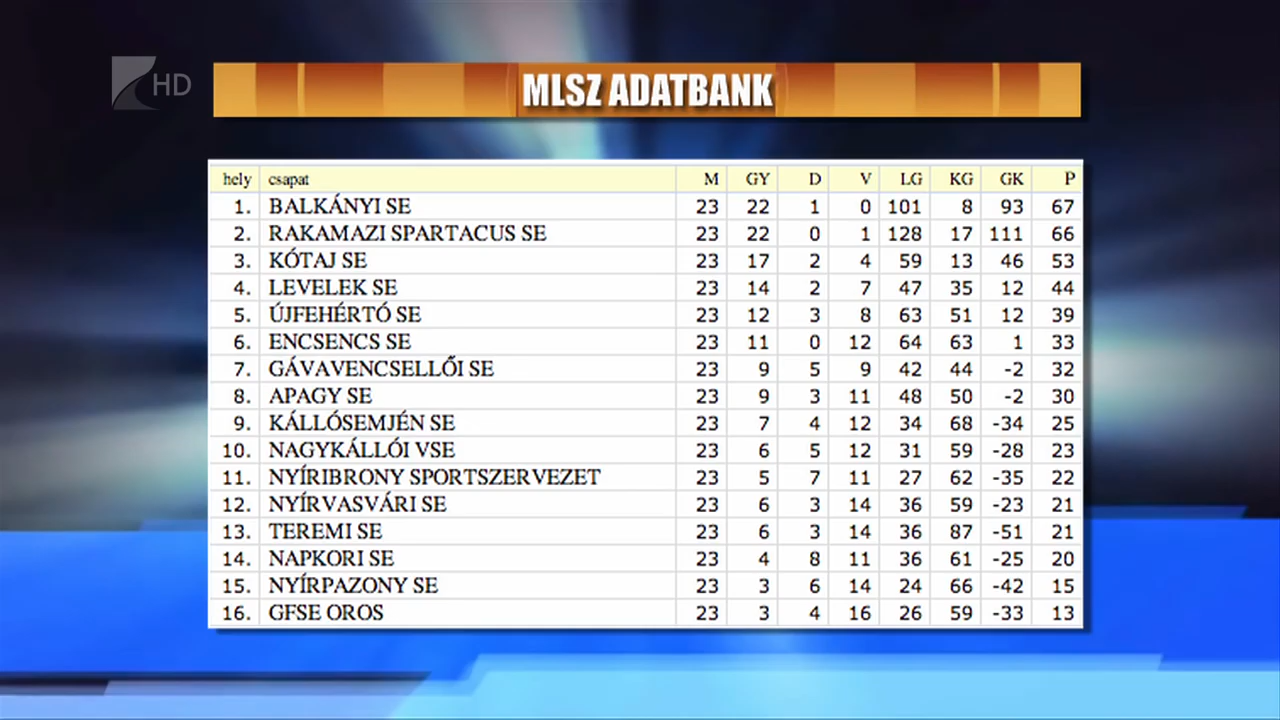 HD
MLSZ ADATBANK
hely csapat M GY D V LG KG GK P
1. BALKÁNYI SE 23 22 1 0 101 8 93 67
2. RAKAMAZI SPARTACUS SE 23 22 0 1 128 17 111 66
3. KÓTAJ SE 23 17 2 4 59 13 46 53
4. LEVELEK SE 23 14 2 7 47 35 12 44
5. ÚJFEHÉRTÓ SE 23 12 3 8 63 51 12 39
6. ENCSENCS SE 23 11 0 12 64 63 1 33
7. GÁVAVENCSELLŐI SE 23 9 5 9 42 44 -2 32
8. APAGY SE 23 9 3 11 48 50 -2 30
9. KÁLLÓSEMJÉN SE 23 7 4 12 34 68 -34 25
10. NAGYKÁLLÓI VSE 23 6 5 12 31 59 -28 23
11. NYÍRIBRONY SPORTSZERVEZET 23 5 7 11 27 62 -35 22
12. NYÍRVASVÁRI SE 23 6 3 14 36 59 -23 21
13. TEREMI SE 23 6 3 14 36 87 -51 21
14. NAPKORI SE 23 4 8 11 36 61 -25 20
15. NYÍRPAZONY SE 23 3 6 14 24 66 -42 15
16. GFSE OROS 23 3 4 16 26 59 -33 13